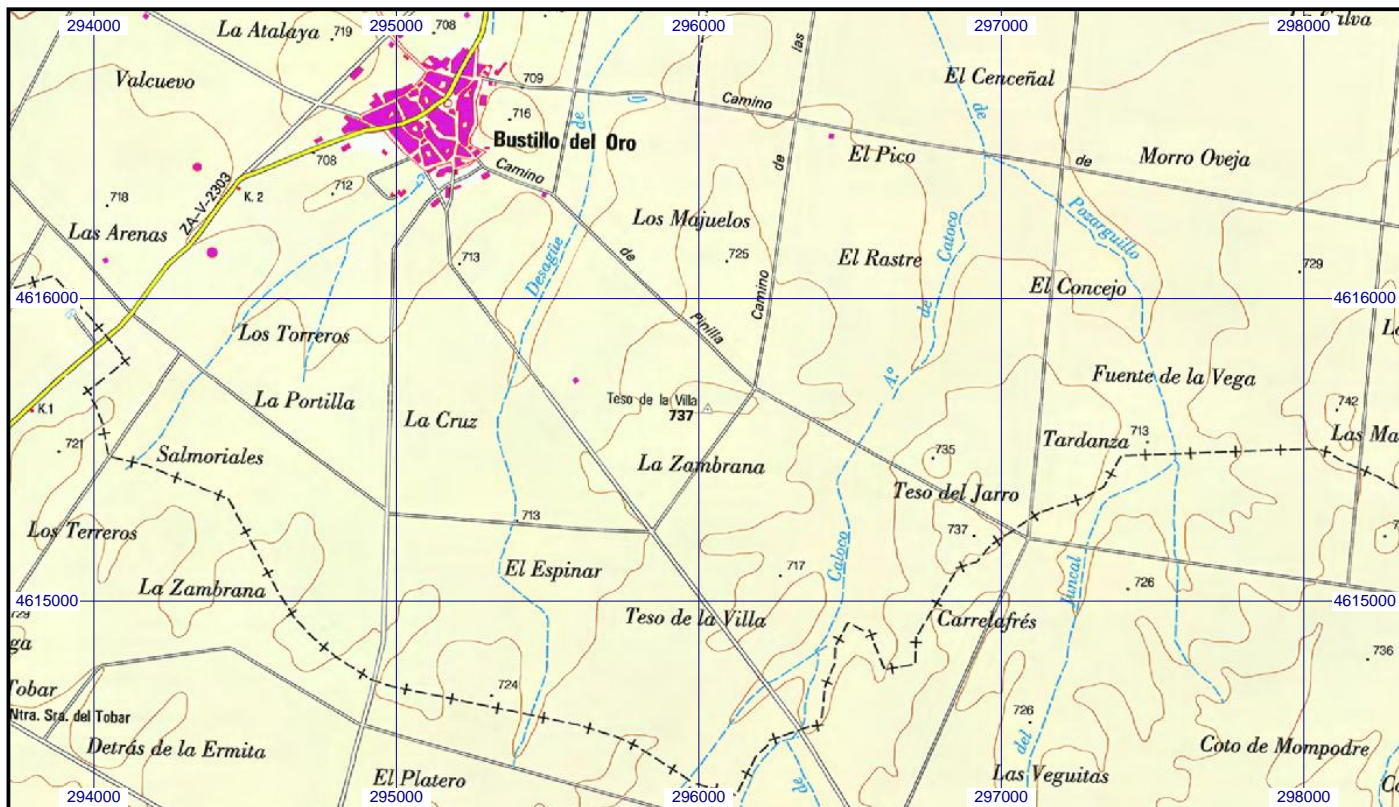 294000
295000
296000
297000
298000
La Atalaya
719
708
las
Valcuevo
709
El Cenceñal
Camino
716
de
de
Bustillo del Oro
El Pico
de
Morro Oveja
708
Camino
de
712
K. 2
718
ZA-V-2303
Las Arenas
Los Majuelos
Pozarguillo
Catoco
713
Desagüe
de
725
El Rastre
729
El Concejo
4616000
Camino
de
4616000
Los Torreros
Pinilla
A.º
Fuente de la Vega
La Portilla
Teso de la Villa
737
742
K.1
La Cruz
713
Las Ma
721
Tardanza
Salmoriales
La Zambrana
735
Teso del Jarro
Los Terreros
713
737
El Espinar
717
Caloco
Juncal
726
La Zambrana
4615000
4615000
729
Teso de la Villa
Carrelafrés
ga
736
Tobar
724
Ntra. Sra. del Tobar
726
del
Detrás de la Ermita
Coto de Mompodre
El Platero
de
Las Veguitas
294000
295000
296000
297000
298000